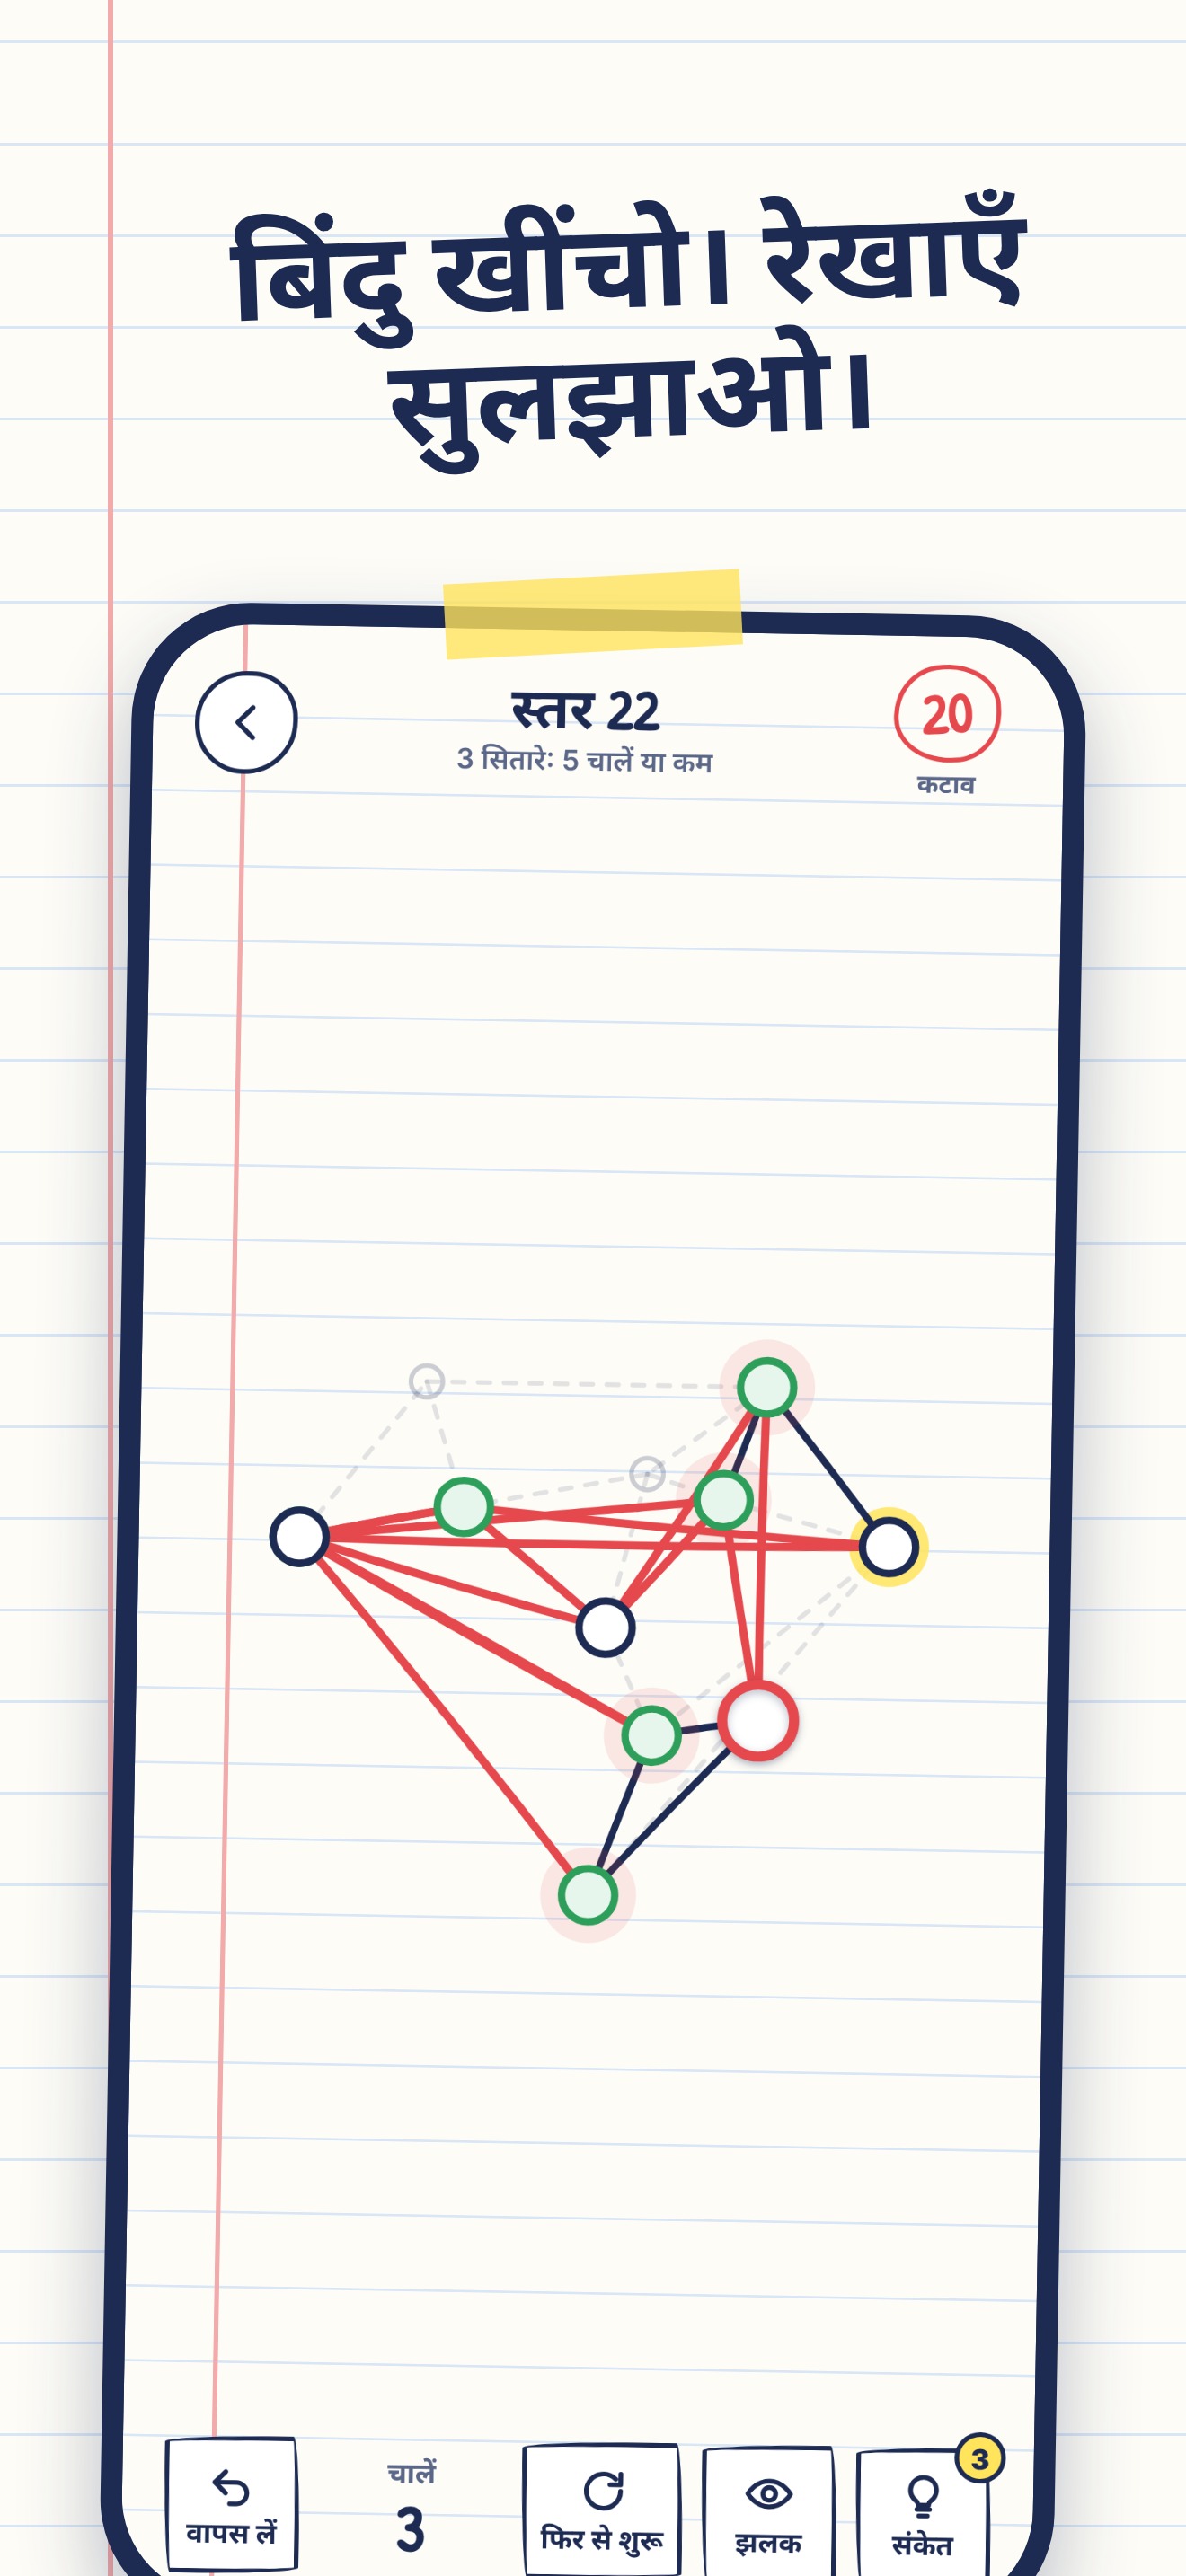 बिंदु खींचो। रेखाएँ
सुलझाओ।
स्तर 22
3 सितारे: 5 चालें या कम
20
कटाव
वापस लें
चालें
3
फिर से शुरू
झलक
3
संकेत